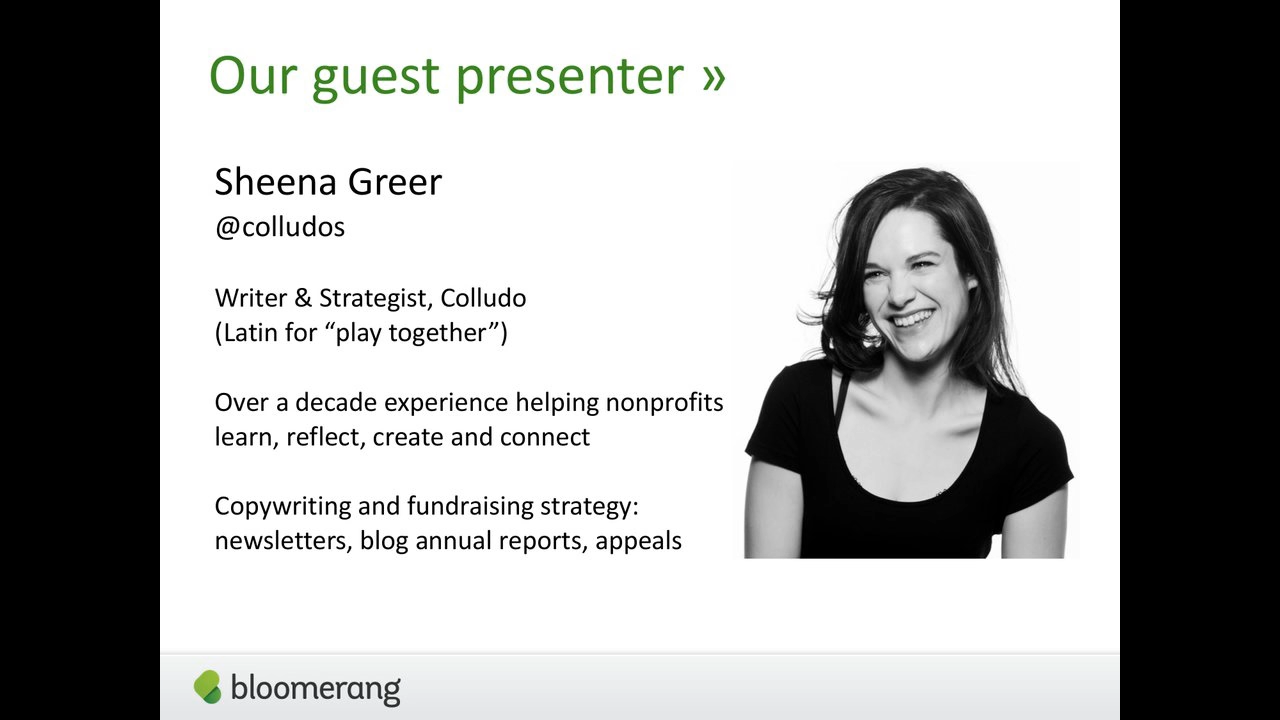 Our guest presenter »
Sheena Greer
@colludos
Writer & Strategist, Colludo
(Latin for “play together”)
Over a decade experience helping nonprofits
learn, reflect, create and connect
Copywriting and fundraising strategy:
newsletters, blog annual reports, appeals
bloomerang